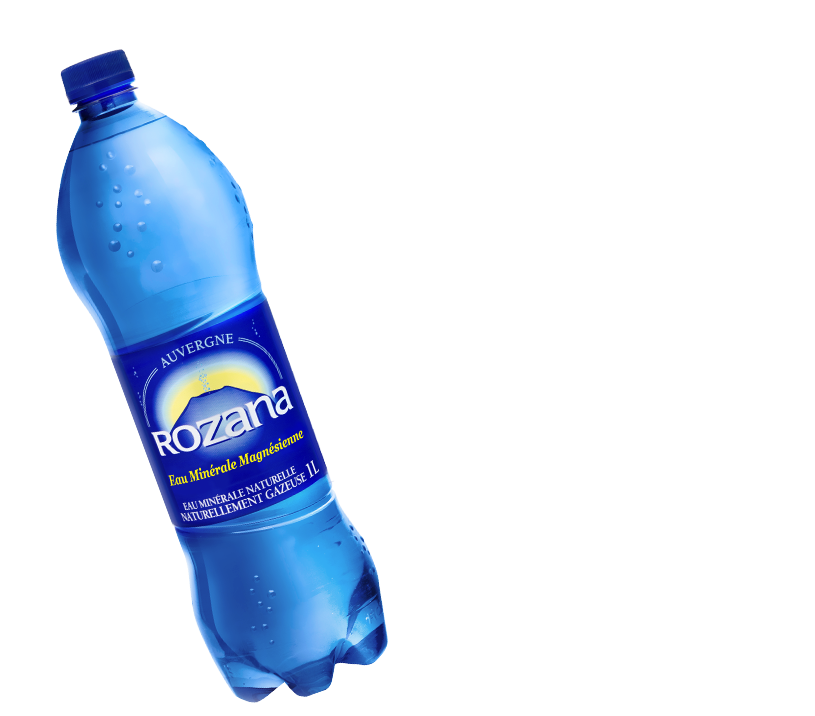 AUVERGNE
Rozana
Eau Minérale Magnésienne
EAU MINÉRALE NATURELLE
NATURELLEMENT GAZEUSE 1L